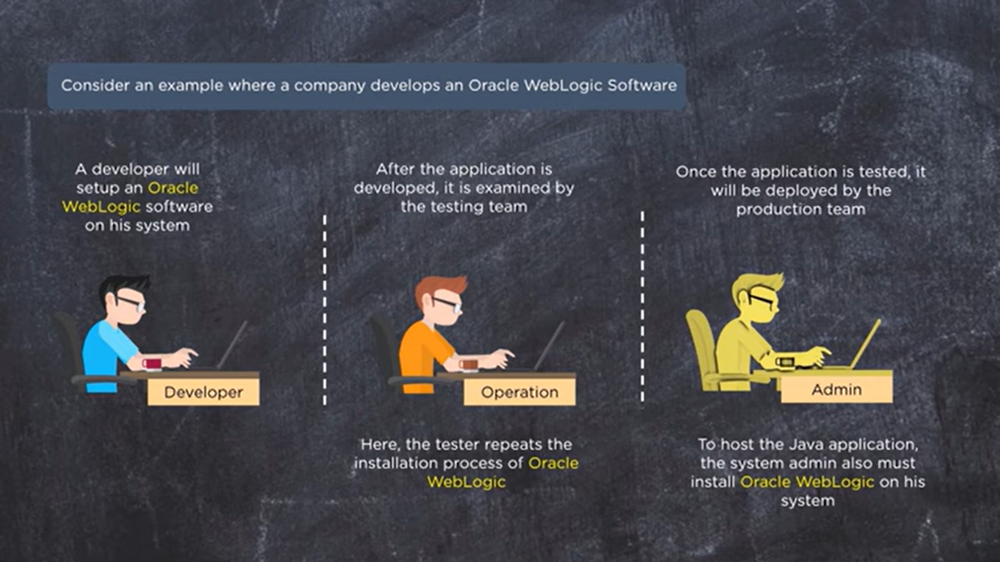 Consider an example where a company develops an Oracle WebLogic Software
A developer will
setup an Oracle
WebLogic software
on his system
After the application is
developed, it is examined by
the testing team
Once the application is tested, it
will be deployed by the
production team
Developer
Operation
Admin
Here, the tester repeats the
installation process of Oracle
WebLogic
To host the Java application,
the system admin also must
install Oracle WebLogic on his
system